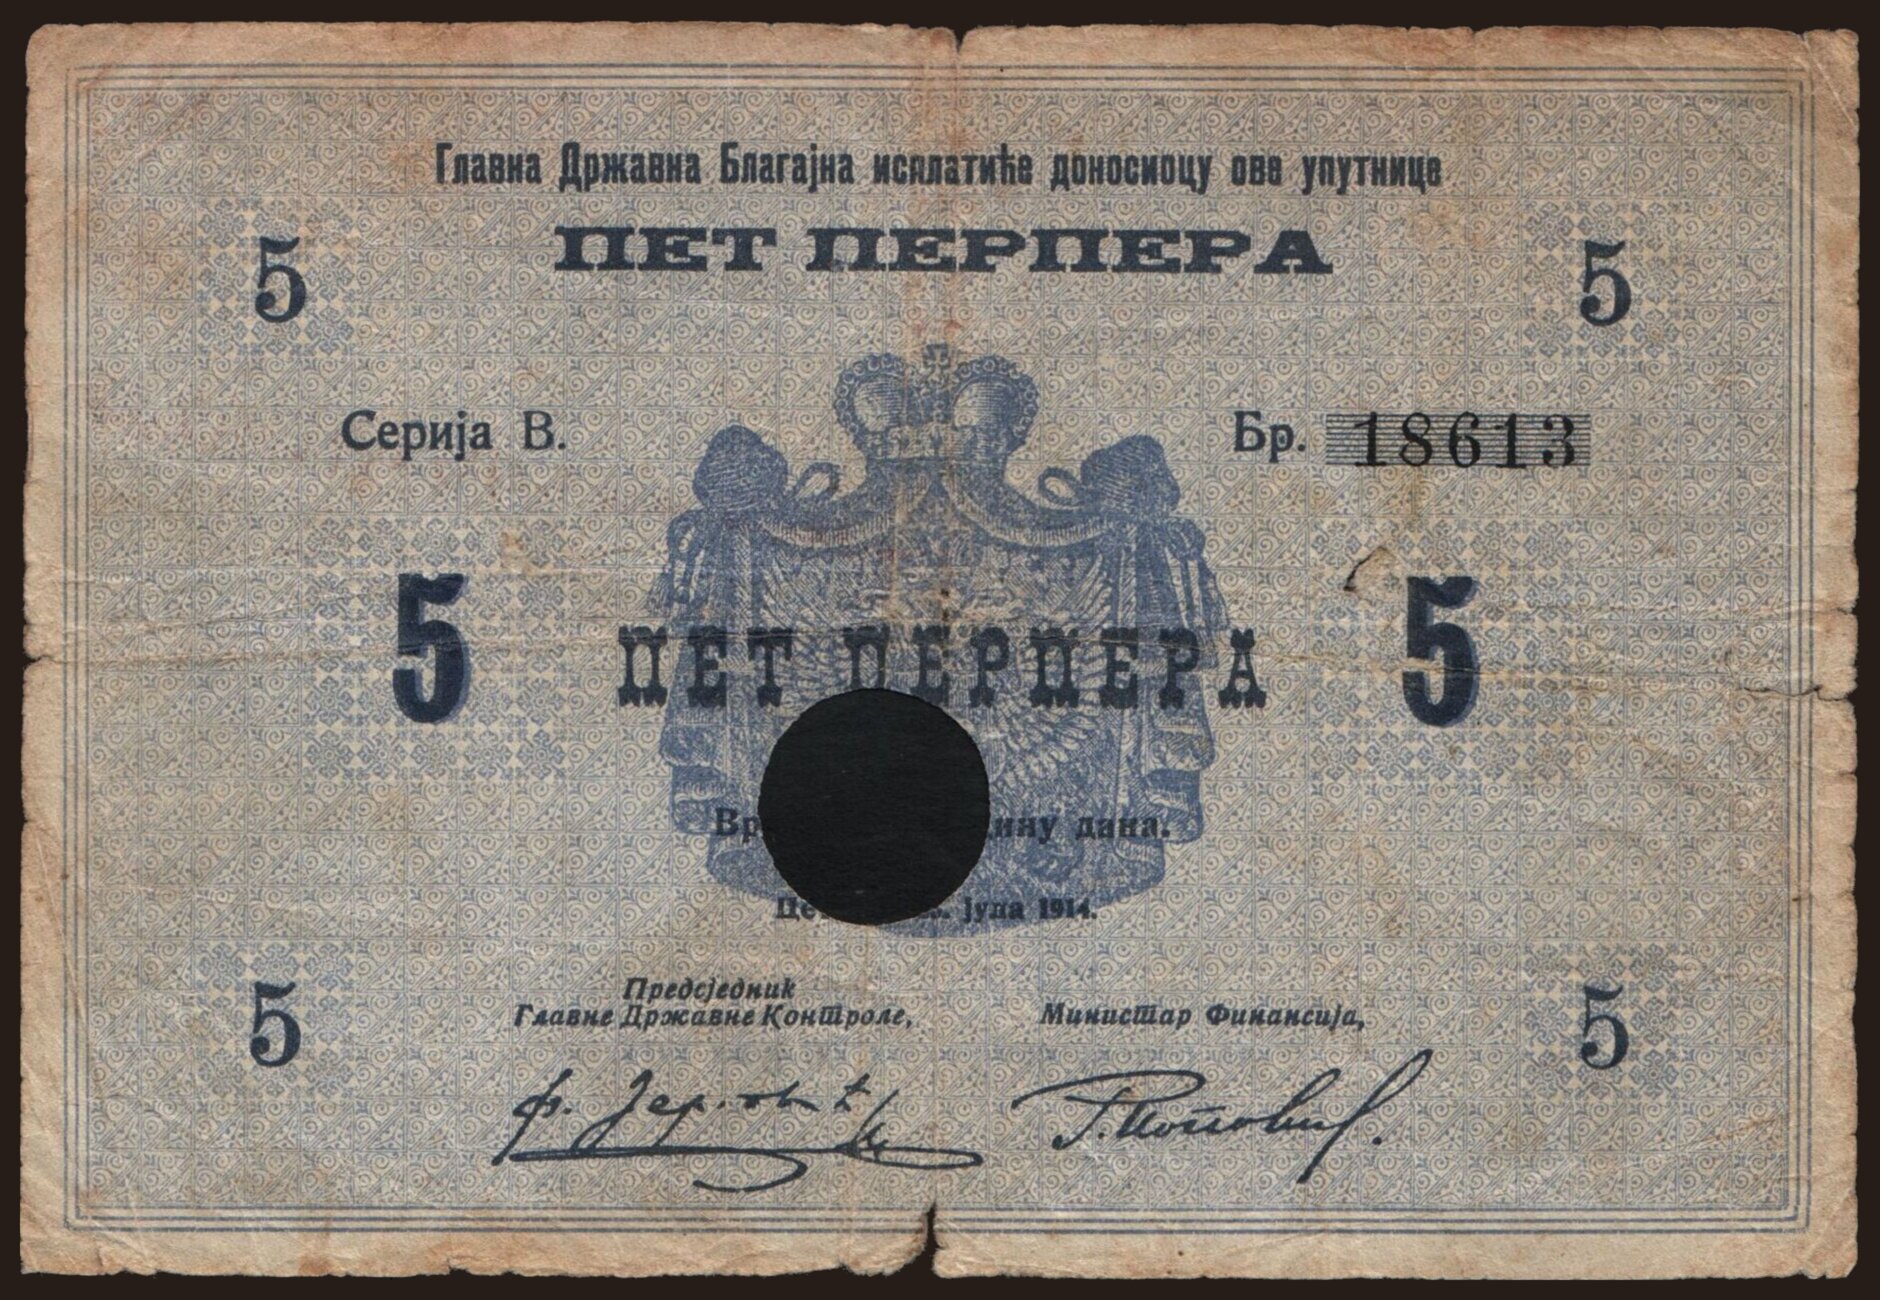 Главна Државна Благајна исплатиће доносиоцу ове упутнице
ПЕТ ПЕРПЕРА
5 5
Серија В. Бр. 18613
5 ПЕТ ПЕРПЕРА 5
дана.
јула 1914.
5 5
Предсједник
Главне Државне Контроле,
Министар Финансија,